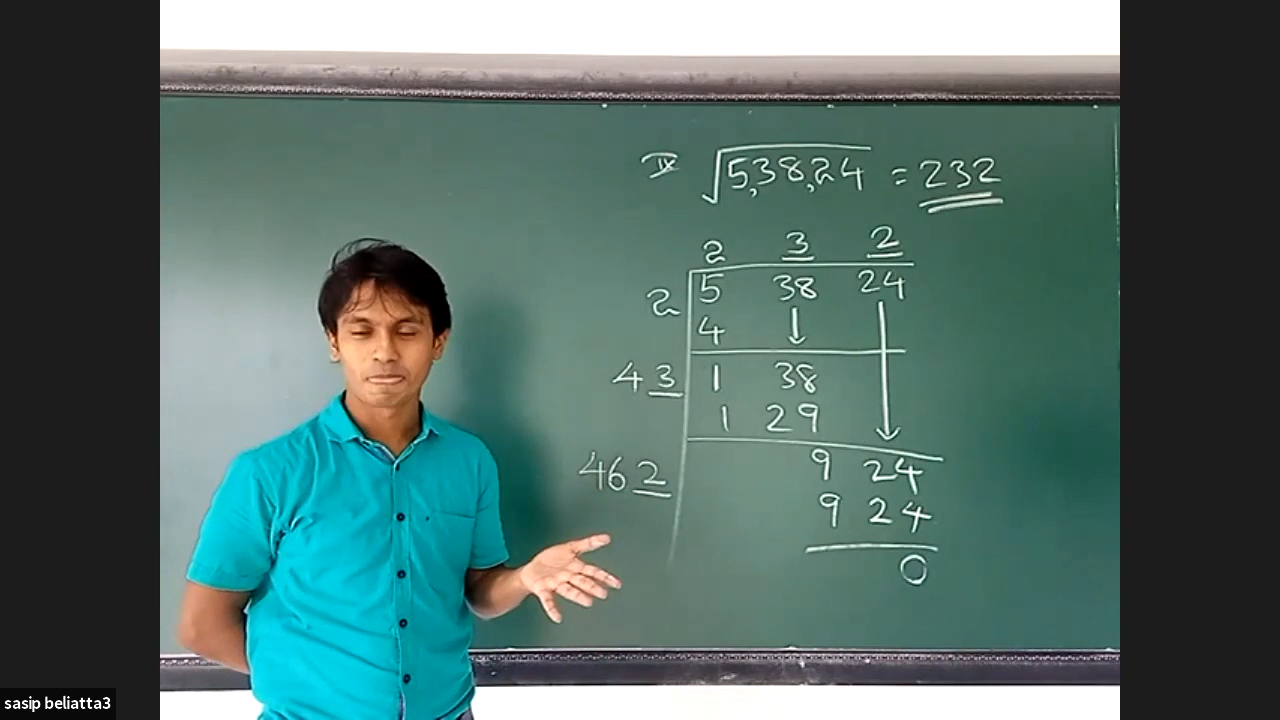 IV √5,38,24 = 232
2 3 2
2 5 38 24
4
43 1 38
1 29
462 9 24
9 24
0
sasip beliatta3